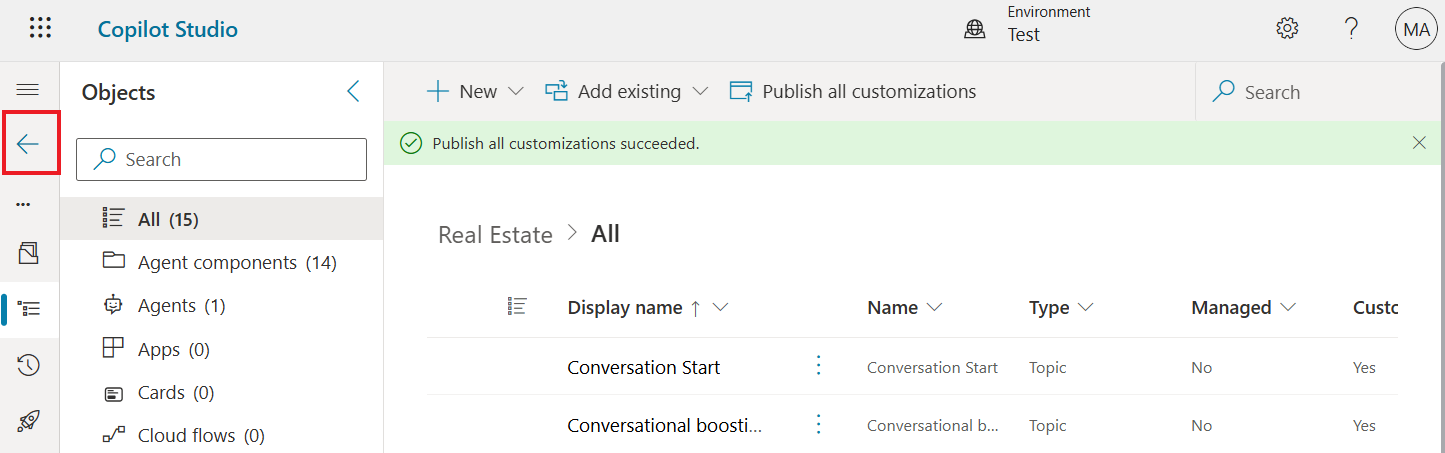 Copilot Studio
Environment
Test
?
MA
Objects
New
Add existing
Publish all customizations
Search
Search
Publish all customizations succeeded.
All (15)
Real Estate > All
Agent components (14)
Agents (1)
Display name ↑ Name Type Managed Custo
Apps (0)
Conversation Start Conversation Start Topic No Yes
Cards (0)
Conversational boosti... Conversational b... Topic No Yes
Cloud flows (0)